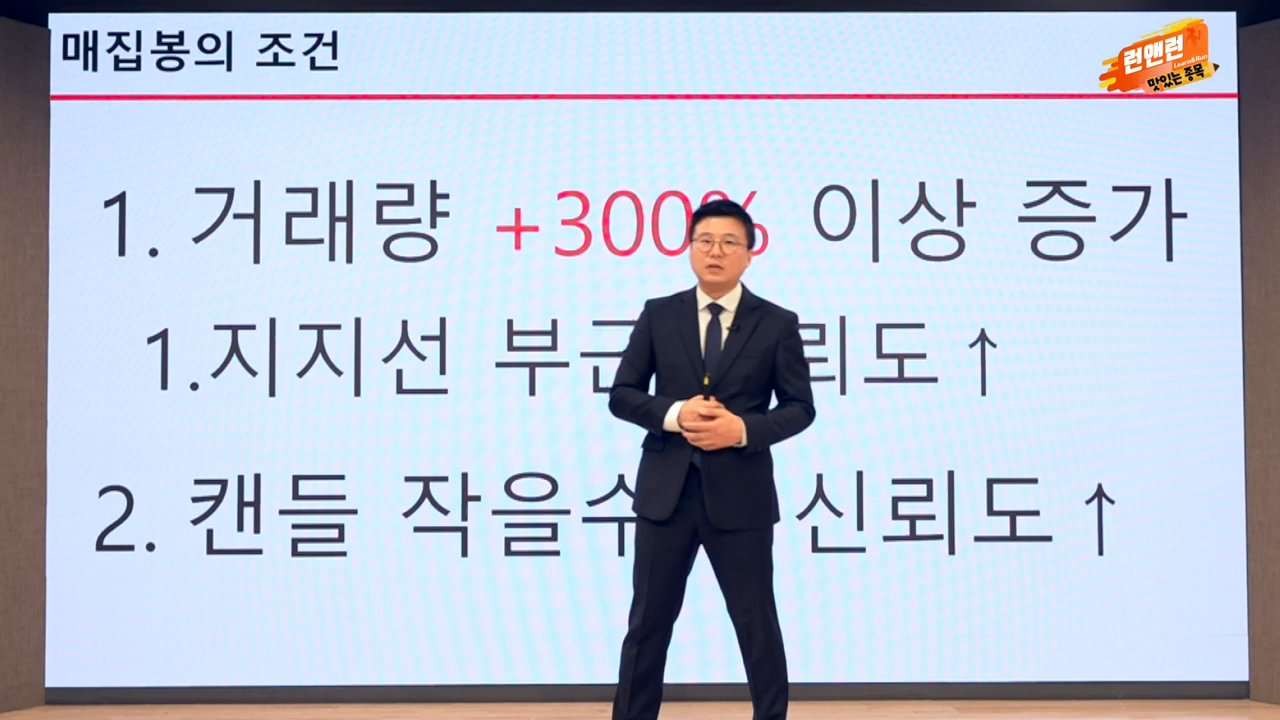 매집봉의 조건
런앤런
Learn&Run
맛있는 종목
1. 거래량 +300% 이상 증가
1.지지선 신뢰도↑
2. 캔들 작을수 신뢰도↑